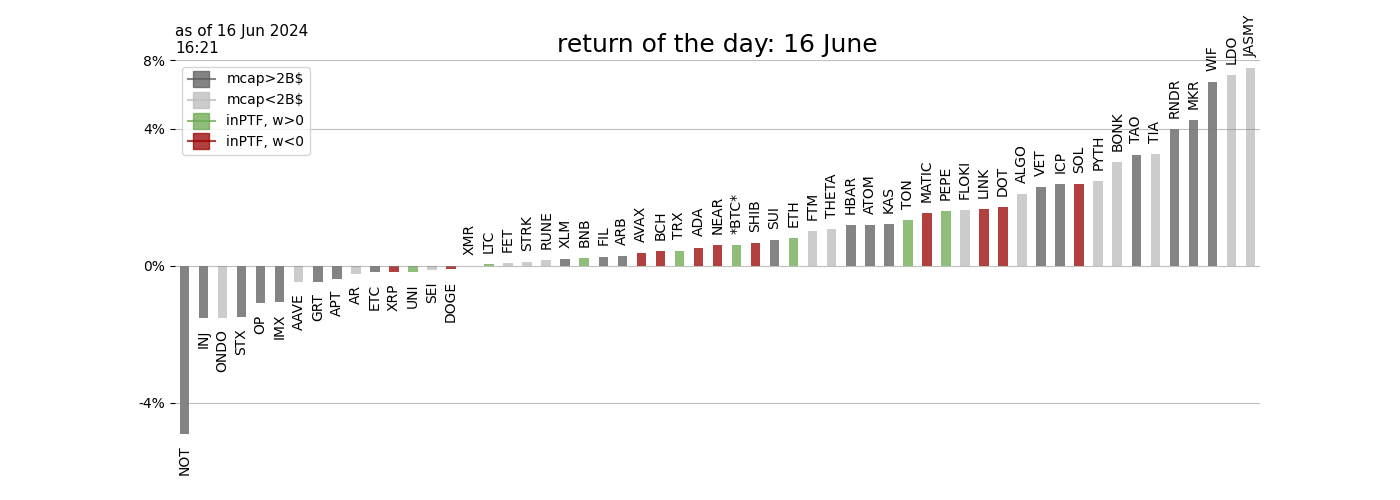 as of 16 Jun 2024
16:21
return of the day: 16 June
8%
4%
0%
-4%
mcap>2B$
mcap<2B$
inPTF, w>0
inPTF, w<0
NOT
INJ
ONDO
STX
OP
IMX
AAVE
GRT
APT
AR
ETC
XRP
UNI
SEI
DOGE
XMR
LTC
FET
STRK
RUNE
XLM
BNB
FIL
ARB
AVAX
BCH
TRX
ADA
NEAR
*BTC*
SHIB
SUI
ETH
FTM
THETA
HBAR
ATOM
KAS
TON
MATIC
PEPE
FLOKI
LINK
DOT
ALGO
VET
ICP
SOL
PYTH
BONK
TAO
TIA
RNDR
MKR
WIF
LDO
JASMY